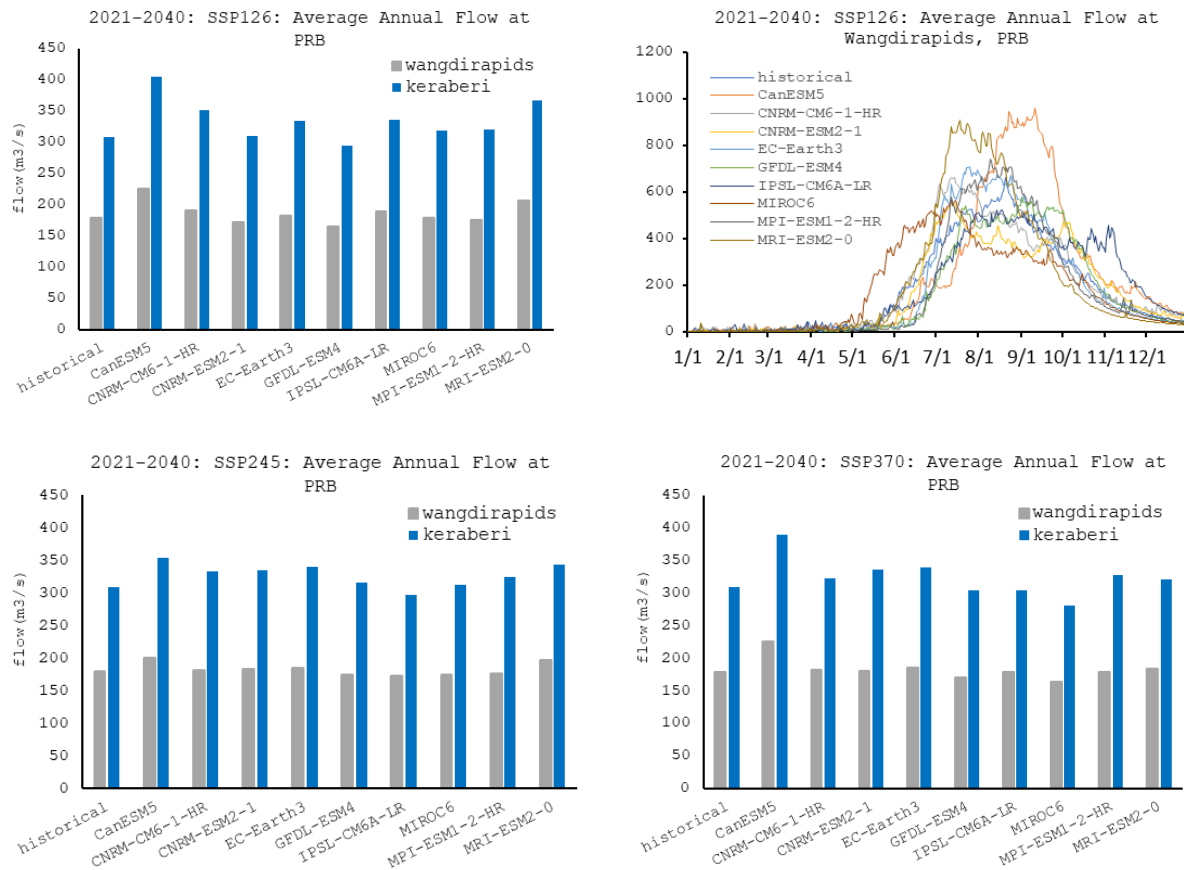 2021-2040: SSP126: Average Annual Flow at
PRB
450
400
350
300
250
200
150
100
50
0
flow(m3/s)
wangdirapids
keraberi
historical
CanESM5
CNRM-CM6-1-HR
CNRM-ESM2-1
EC-Earth3
GFDL-ESM4
IPSL-CM6A-LR
MIROC6
MPI-ESM1-2-HR
MRI-ESM2-0
2021-2040: SSP126: Average Annual Flow at
Wangdirapids, PRB
1200
1000
800
600
400
200
0
historical
CanESM5
CNRM-CM6-1-HR
CNRM-ESM2-1
EC-Earth3
GFDL-ESM4
IPSL-CM6A-LR
MIROC6
MPI-ESM1-2-HR
MRI-ESM2-0
1/1 2/1 3/1 4/1 5/1 6/1 7/1 8/1 9/1 10/1 11/1 12/1
2021-2040: SSP245: Average Annual Flow at
PRB
450
400
350
300
250
200
150
100
50
0
flow(m3/s)
wangdirapids
keraberi
historical
CanESM5
CNRM-CM6-1-HR
CNRM-ESM2-1
EC-Earth3
GFDL-ESM4
IPSL-CM6A-LR
MIROC6
MPI-ESM1-2-HR
MRI-ESM2-0
2021-2040: SSP370: Average Annual Flow at
PRB
450
400
350
300
250
200
150
100
50
0
flow(m3/s)
wangdirapids
keraberi
historical
CanESM5
CNRM-CM6-1-HR
CNRM-ESM2-1
EC-Earth3
GFDL-ESM4
IPSL-CM6A-LR
MIROC6
MPI-ESM1-2-HR
MRI-ESM2-0